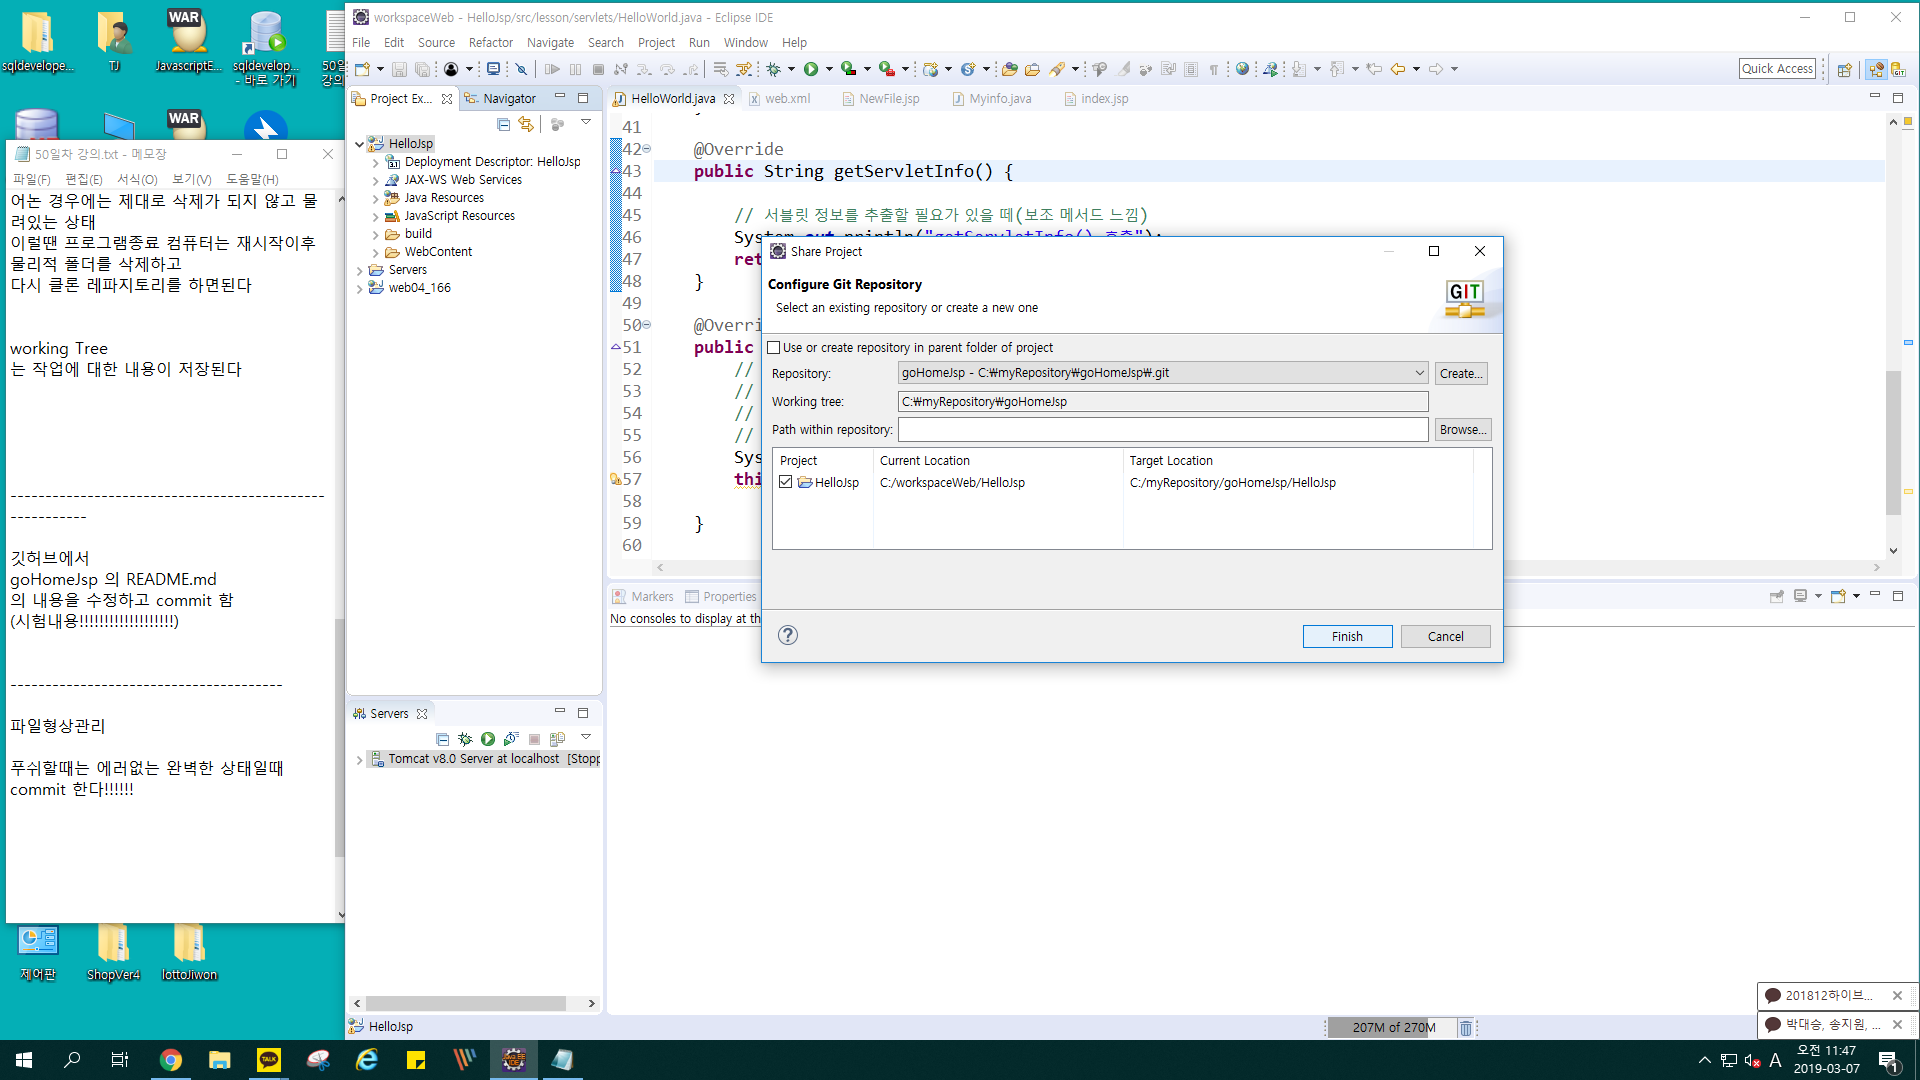 sqldevelope...
TJ
JavascriptE...
sqldevelop...
- 바로 가기
50일
강의
WAR
WAR
50일차 강의.txt - 메모장
파일(F) 편집(E) 서식(O) 보기(V) 도움말(H)
어논 경우에는 제대로 삭제가 되지 않고 물
려있는 상태
이럴땐 프로그램종료 컴퓨터는 재시작이후
물리적 폴더를 삭제하고
다시 클론 레파지토리를 하면된다
working Tree
는 작업에 대한 내용이 저장된다
깃허브에서
goHomeJsp 의 README.md
의 내용을 수정하고 commit 함
(시험내용!!!!!!!!!!!!!!!!!!!)
파일형상관리
푸쉬할때는 에러없는 완벽한 상태일때
commit 한다!!!!!!
제어판
ShopVer4
lottoJiwon
workspaceWeb - HelloJsp/src/lesson/servlets/HelloWorld.java - Eclipse IDE
File Edit Source Refactor Navigate Search Project Run Window Help
Quick Access
Project Ex... Navigator
HelloJsp
Deployment Descriptor: HelloJsp
JAX-WS Web Services
Java Resources
JavaScript Resources
build
WebContent
Servers
web04_166
Servers
Tomcat v8.0 Server at localhost [Stopp
HelloJsp
HelloWorld.java web.xml NewFile.jsp Myinfo.java index.jsp
41
42 @Override
43 public String getServletInfo() {
44
45 // 서블릿 정보를 추출할 필요가 있을 떼(보조 메서드 느낌)
46 System.out.println("getServletInfo() 호출");
47 ret
48 }
49
50 @Overri
51 public
52 //
53 //
54 //
55 //
56 Sys
57 thi
58
59 }
60
Markers Properties
No consoles to display at th
Share Project
Configure Git Repository
Select an existing repository or create a new one
GIT
Use or create repository in parent folder of project
Repository: goHomeJsp - C:₩myRepository₩goHomeJsp₩.git Create...
Working tree: C:₩myRepository₩goHomeJsp
Path within repository: Browse...
Project Current Location Target Location
HelloJsp C:/workspaceWeb/HelloJsp C:/myRepository/goHomeJsp/HelloJsp
Finish Cancel
207M of 270M
201812하이브...
박대승, 송지원, ...
TALK
A
오전 11:47
2019-03-07
1